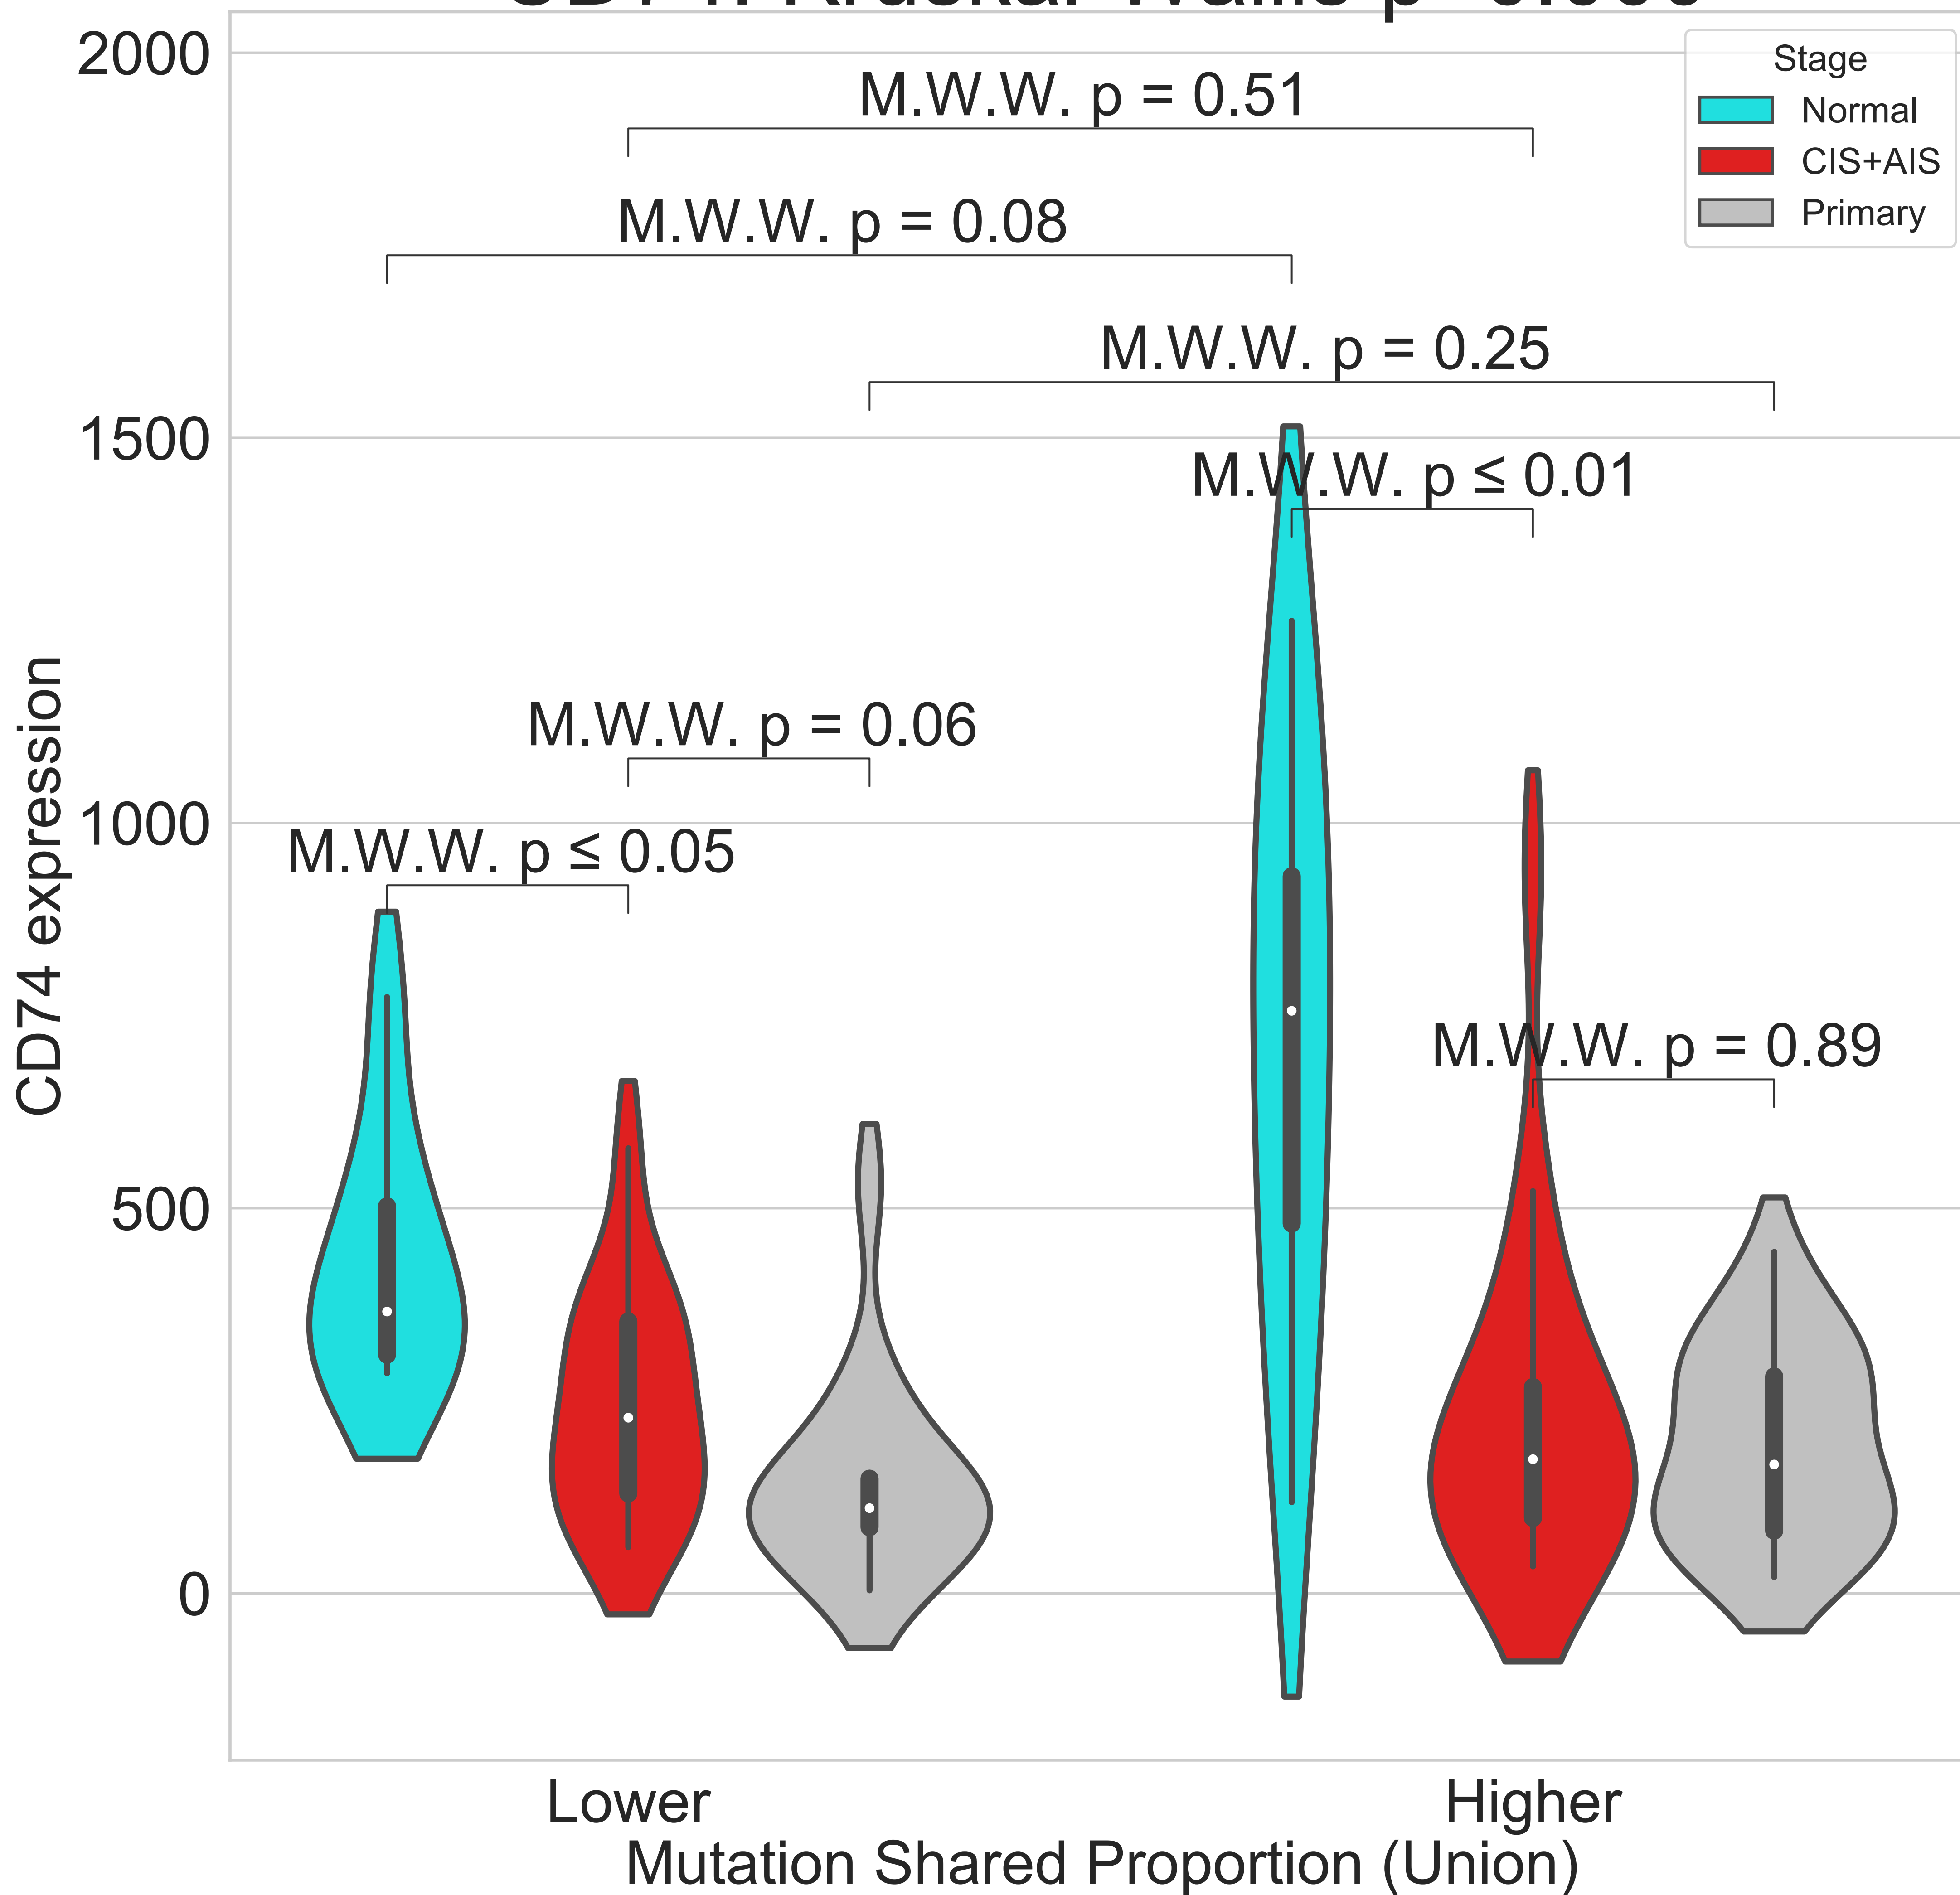 2000
1500
1000
500
0
CD74 expression
M.W.W. p = 0.51
M.W.W. p = 0.08
M.W.W. p = 0.25
M.W.W. p ≤ 0.01
M.W.W. p = 0.06
M.W.W. p ≤ 0.05
M.W.W. p = 0.89
Stage
Normal
CIS+AIS
Primary
Lower
Higher
Mutation Shared Proportion (Union)